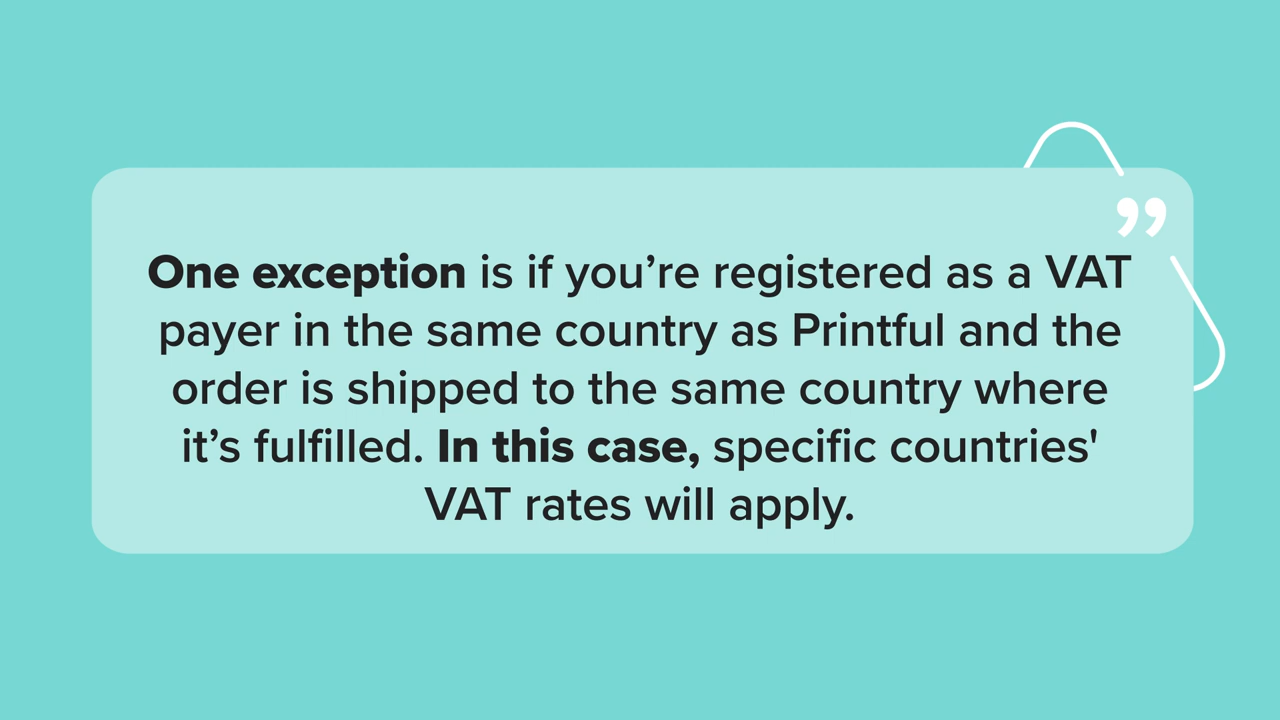 One exception is if you’re registered as a VAT
payer in the same country as Printful and the
order is shipped to the same country where
it’s fulfilled. In this case, specific countries'
VAT rates will apply.